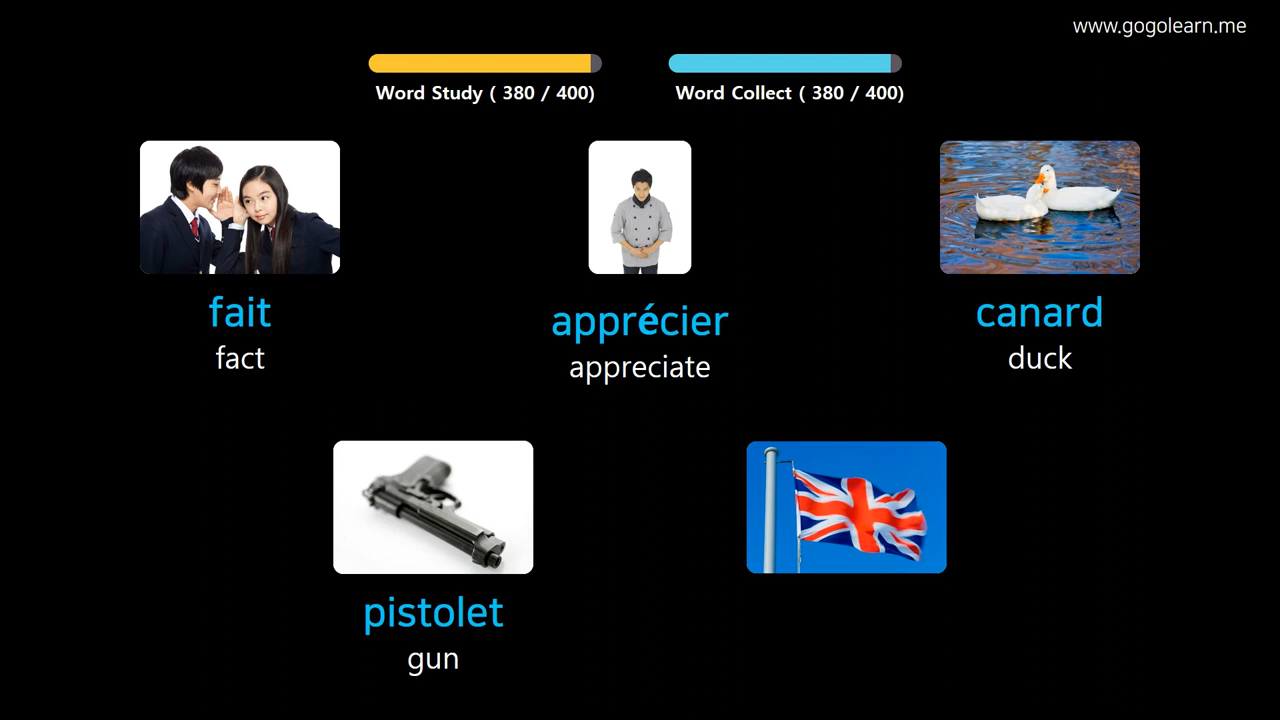 www.gogolearn.me
Word Study ( 380 / 400)
Word Collect ( 380 / 400)
fait
fact
apprécier
appreciate
canard
duck
pistolet
gun